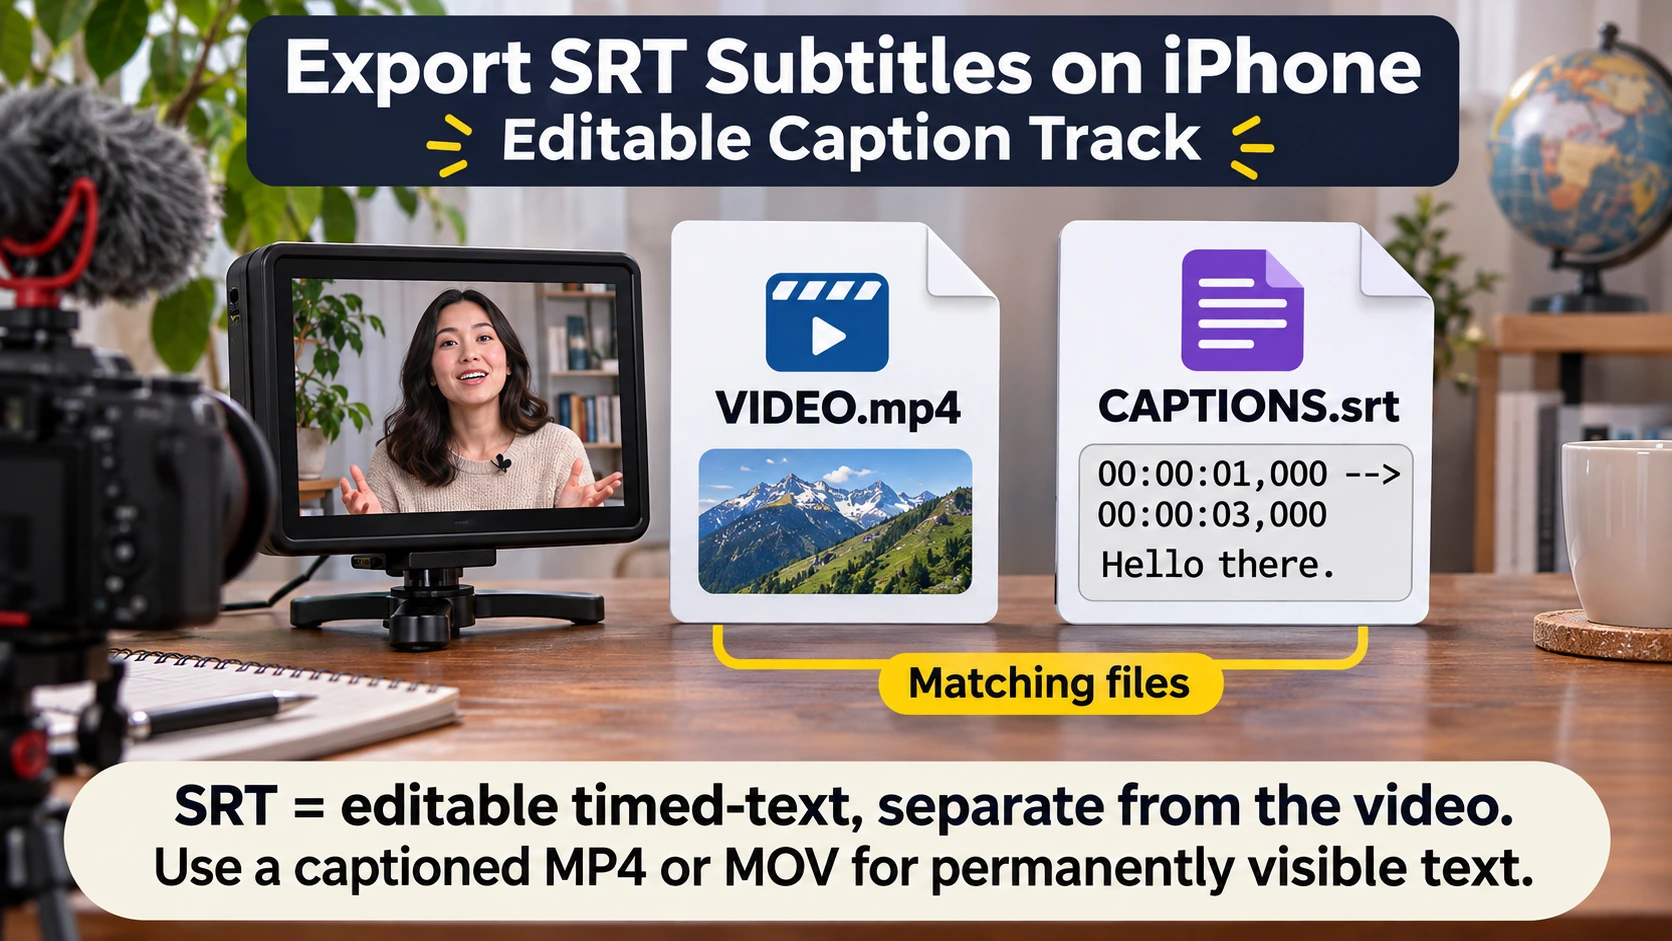 Export SRT Subtitles on iPhone
Editable Caption Track
VIDEO.mp4
CAPTIONS.srt
00:00:01,000 -->
00:00:03,000
Hello there.
Matching files
SRT = editable timed-text, separate from the video.
Use a captioned MP4 or MOV for permanently visible text.